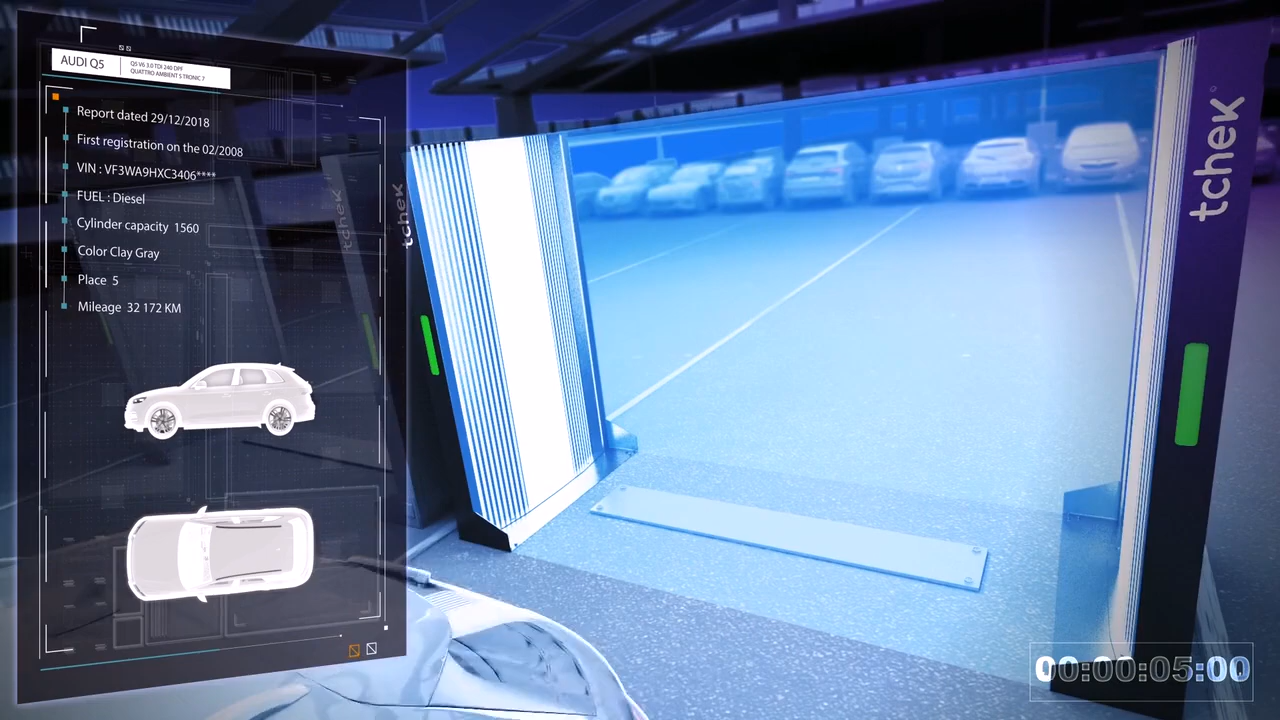 AUDI Q5
Q5 V6 3.0 TDI 240 DPF
QUATTRO AMBIENT S TRONIC 7
Report dated 29/12/2018
First registration on the 02/2008
VIN : VF3WA9HXC3406****
FUEL : Diesel
Cylinder capacity 1560
Color Clay Gray
Place 5
Mileage 32 172 KM
tchek
tchek
tchek
00:00:05:00